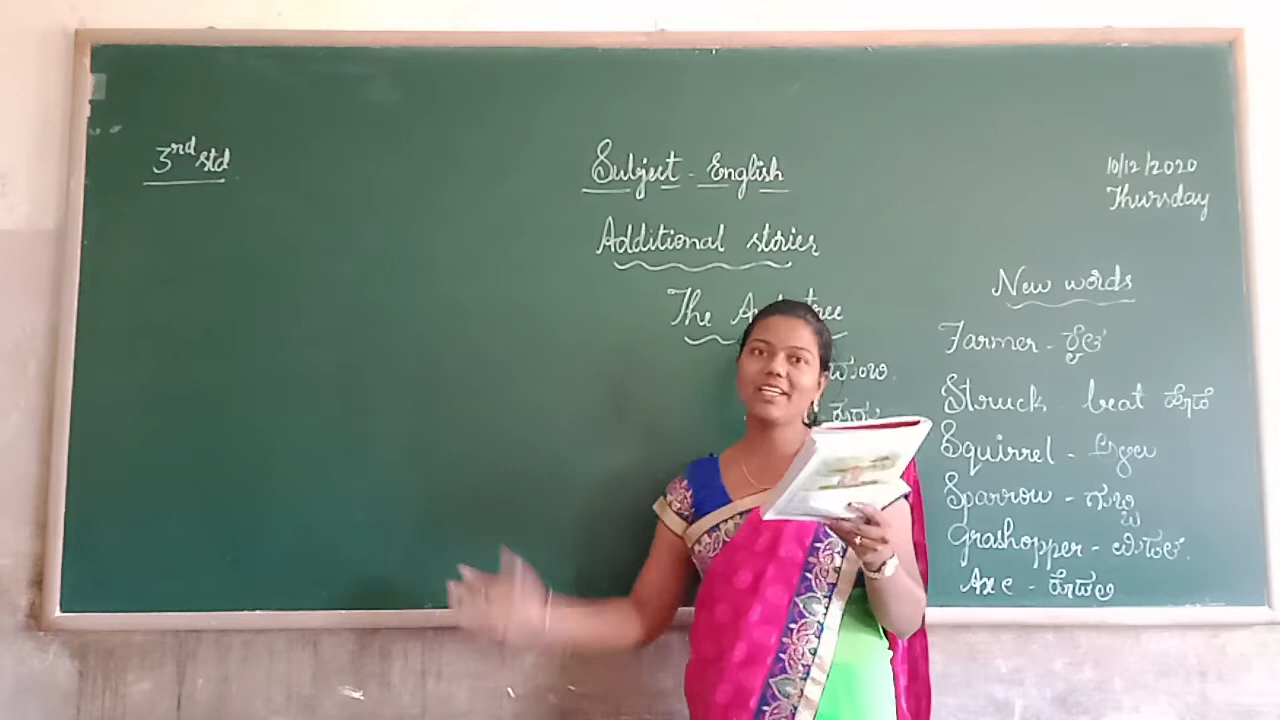 3rd std
Subject - English
10/12/2020
Thursday
Additional stories
The tree
New words
Farmer - ರೈತ
Struck beat ಹೊಡೆ
Squirrel - ಅಳಿಲು
Sparrow - ಗುಬ್ಬಿ
Grashopper - ಮಿಡತೆ.
Axe - ಕೊಡಲಿ